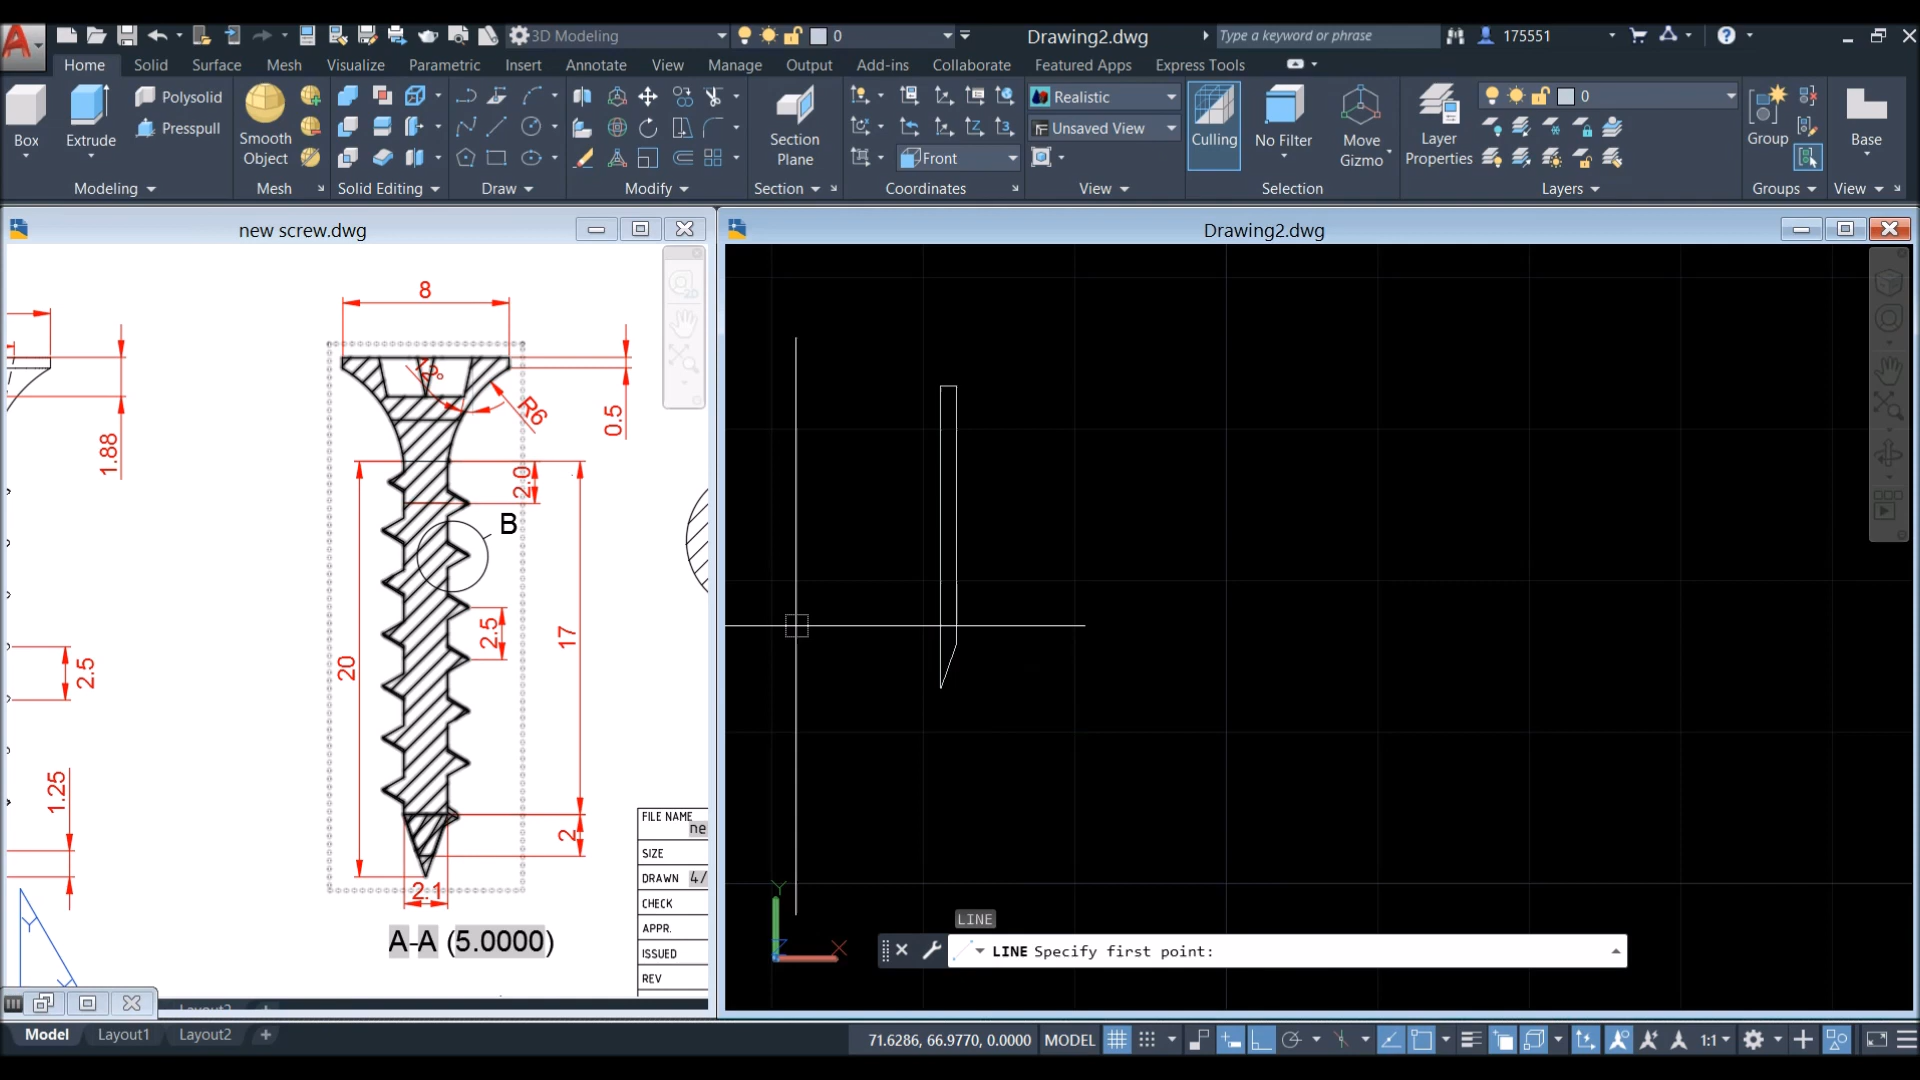 3D Modeling
0
Drawing2.dwg
Type a keyword or phrase
175551
Home
Solid
Surface
Mesh
Visualize
Parametric
Insert
Annotate
View
Manage
Output
Add-ins
Collaborate
Featured Apps
Express Tools
Box
Extrude
Polysolid
Presspull
Smooth
Object
Section
Plane
Front
Realistic
Unsaved View
Culling
No Filter
Move
Gizmo
Layer
Properties
0
Group
Base
Modeling
Mesh
Solid Editing
Draw
Modify
Section
Coordinates
View
Selection
Layers
Groups
View
new screw.dwg
Drawing2.dwg
8
12°
R6
0.5
1.88
2.0
B
2.5
17
20
2.5
1.25
2
2.1
A-A (5.0000)
FILE NAME
ne
SIZE
DRAWN 4/
CHECK
APPR.
ISSUED
REV
Y
X
LINE
LINE Specify first point:
Model
Layout1
Layout2
71.6286, 66.9770, 0.0000
MODEL
1:1